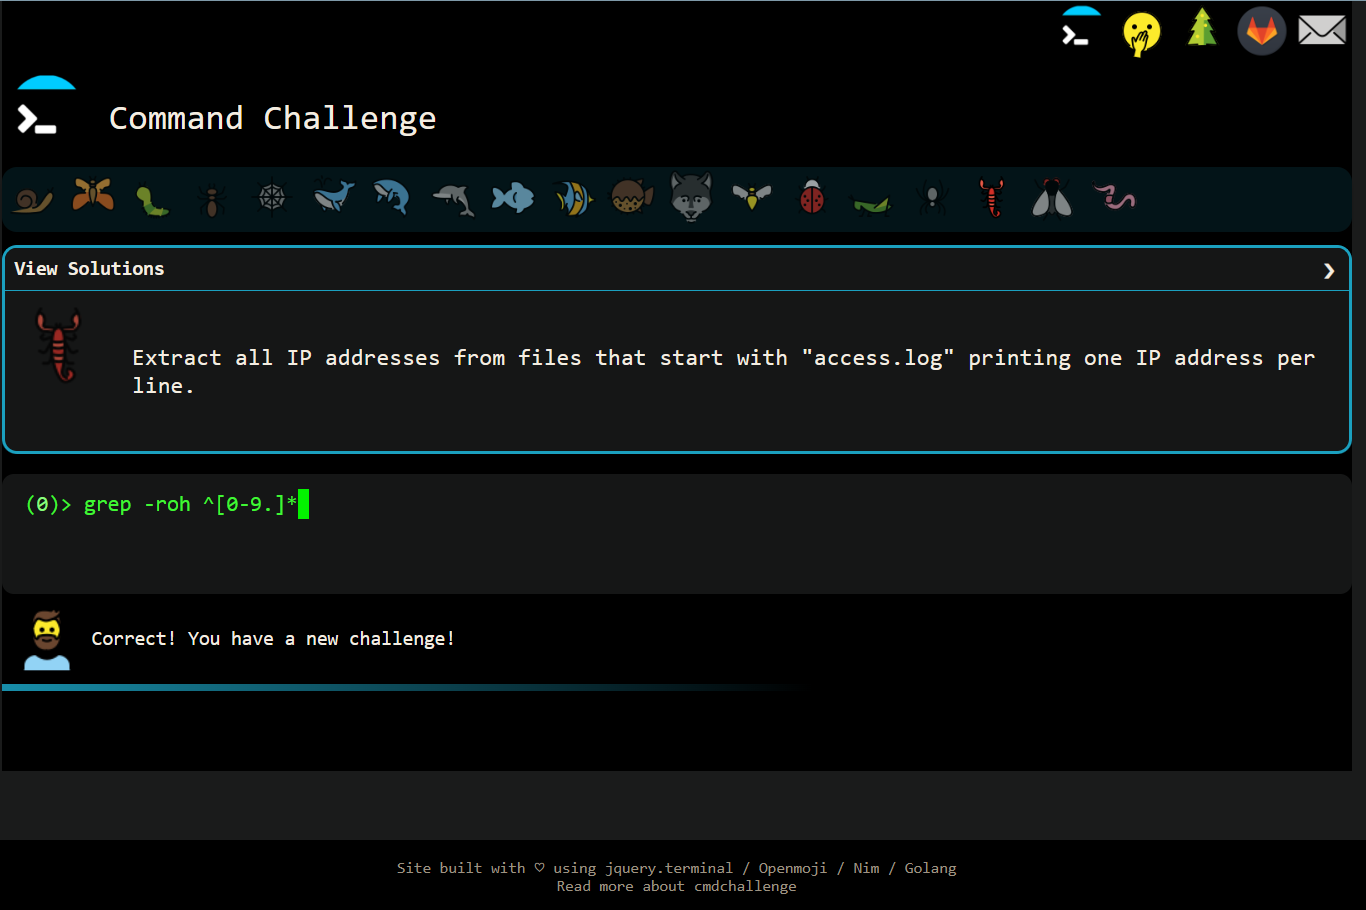 Command Challenge
View Solutions
Extract all IP addresses from files that start with "access.log" printing one IP address per
line.
(0)> grep -roh ^[0-9.]*
Correct! You have a new challenge!
Site built with ♡ using jquery.terminal / Openmoji / Nim / Golang
Read more about cmdchallenge